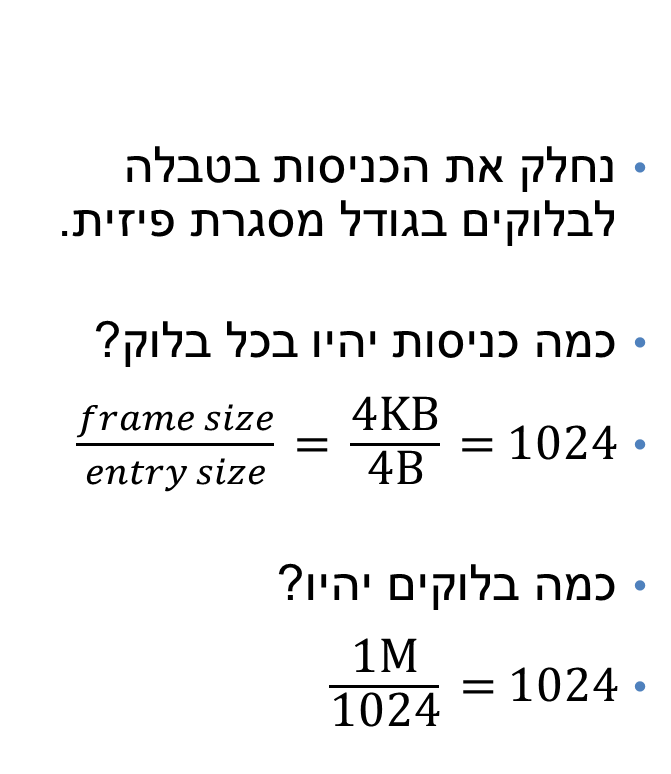 • נחלק את הכניסות בטבלה
לבלוקים בגודל מסגרת פיזית.
• כמה כניסות יהיו בכל בלוק?
• frame size / entry size = 4KB / 4B = 1024
• כמה בלוקים יהיו?
• 1M / 1024 = 1024